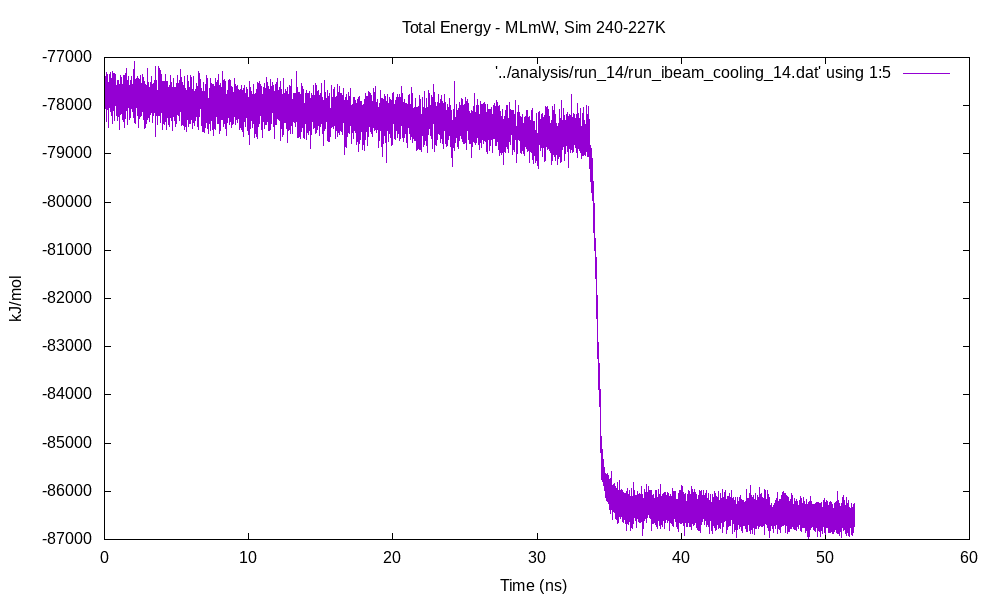 Total Energy - MLmW, Sim 240-227K
-77000
'../analysis/run_14/run_ibeam_cooling_14.dat' using 1:5
-78000
-79000
-80000
-81000
kJ/mol
-82000
-83000
-84000
-85000
-86000
-87000
0 10 20 30 40 50 60
Time (ns)